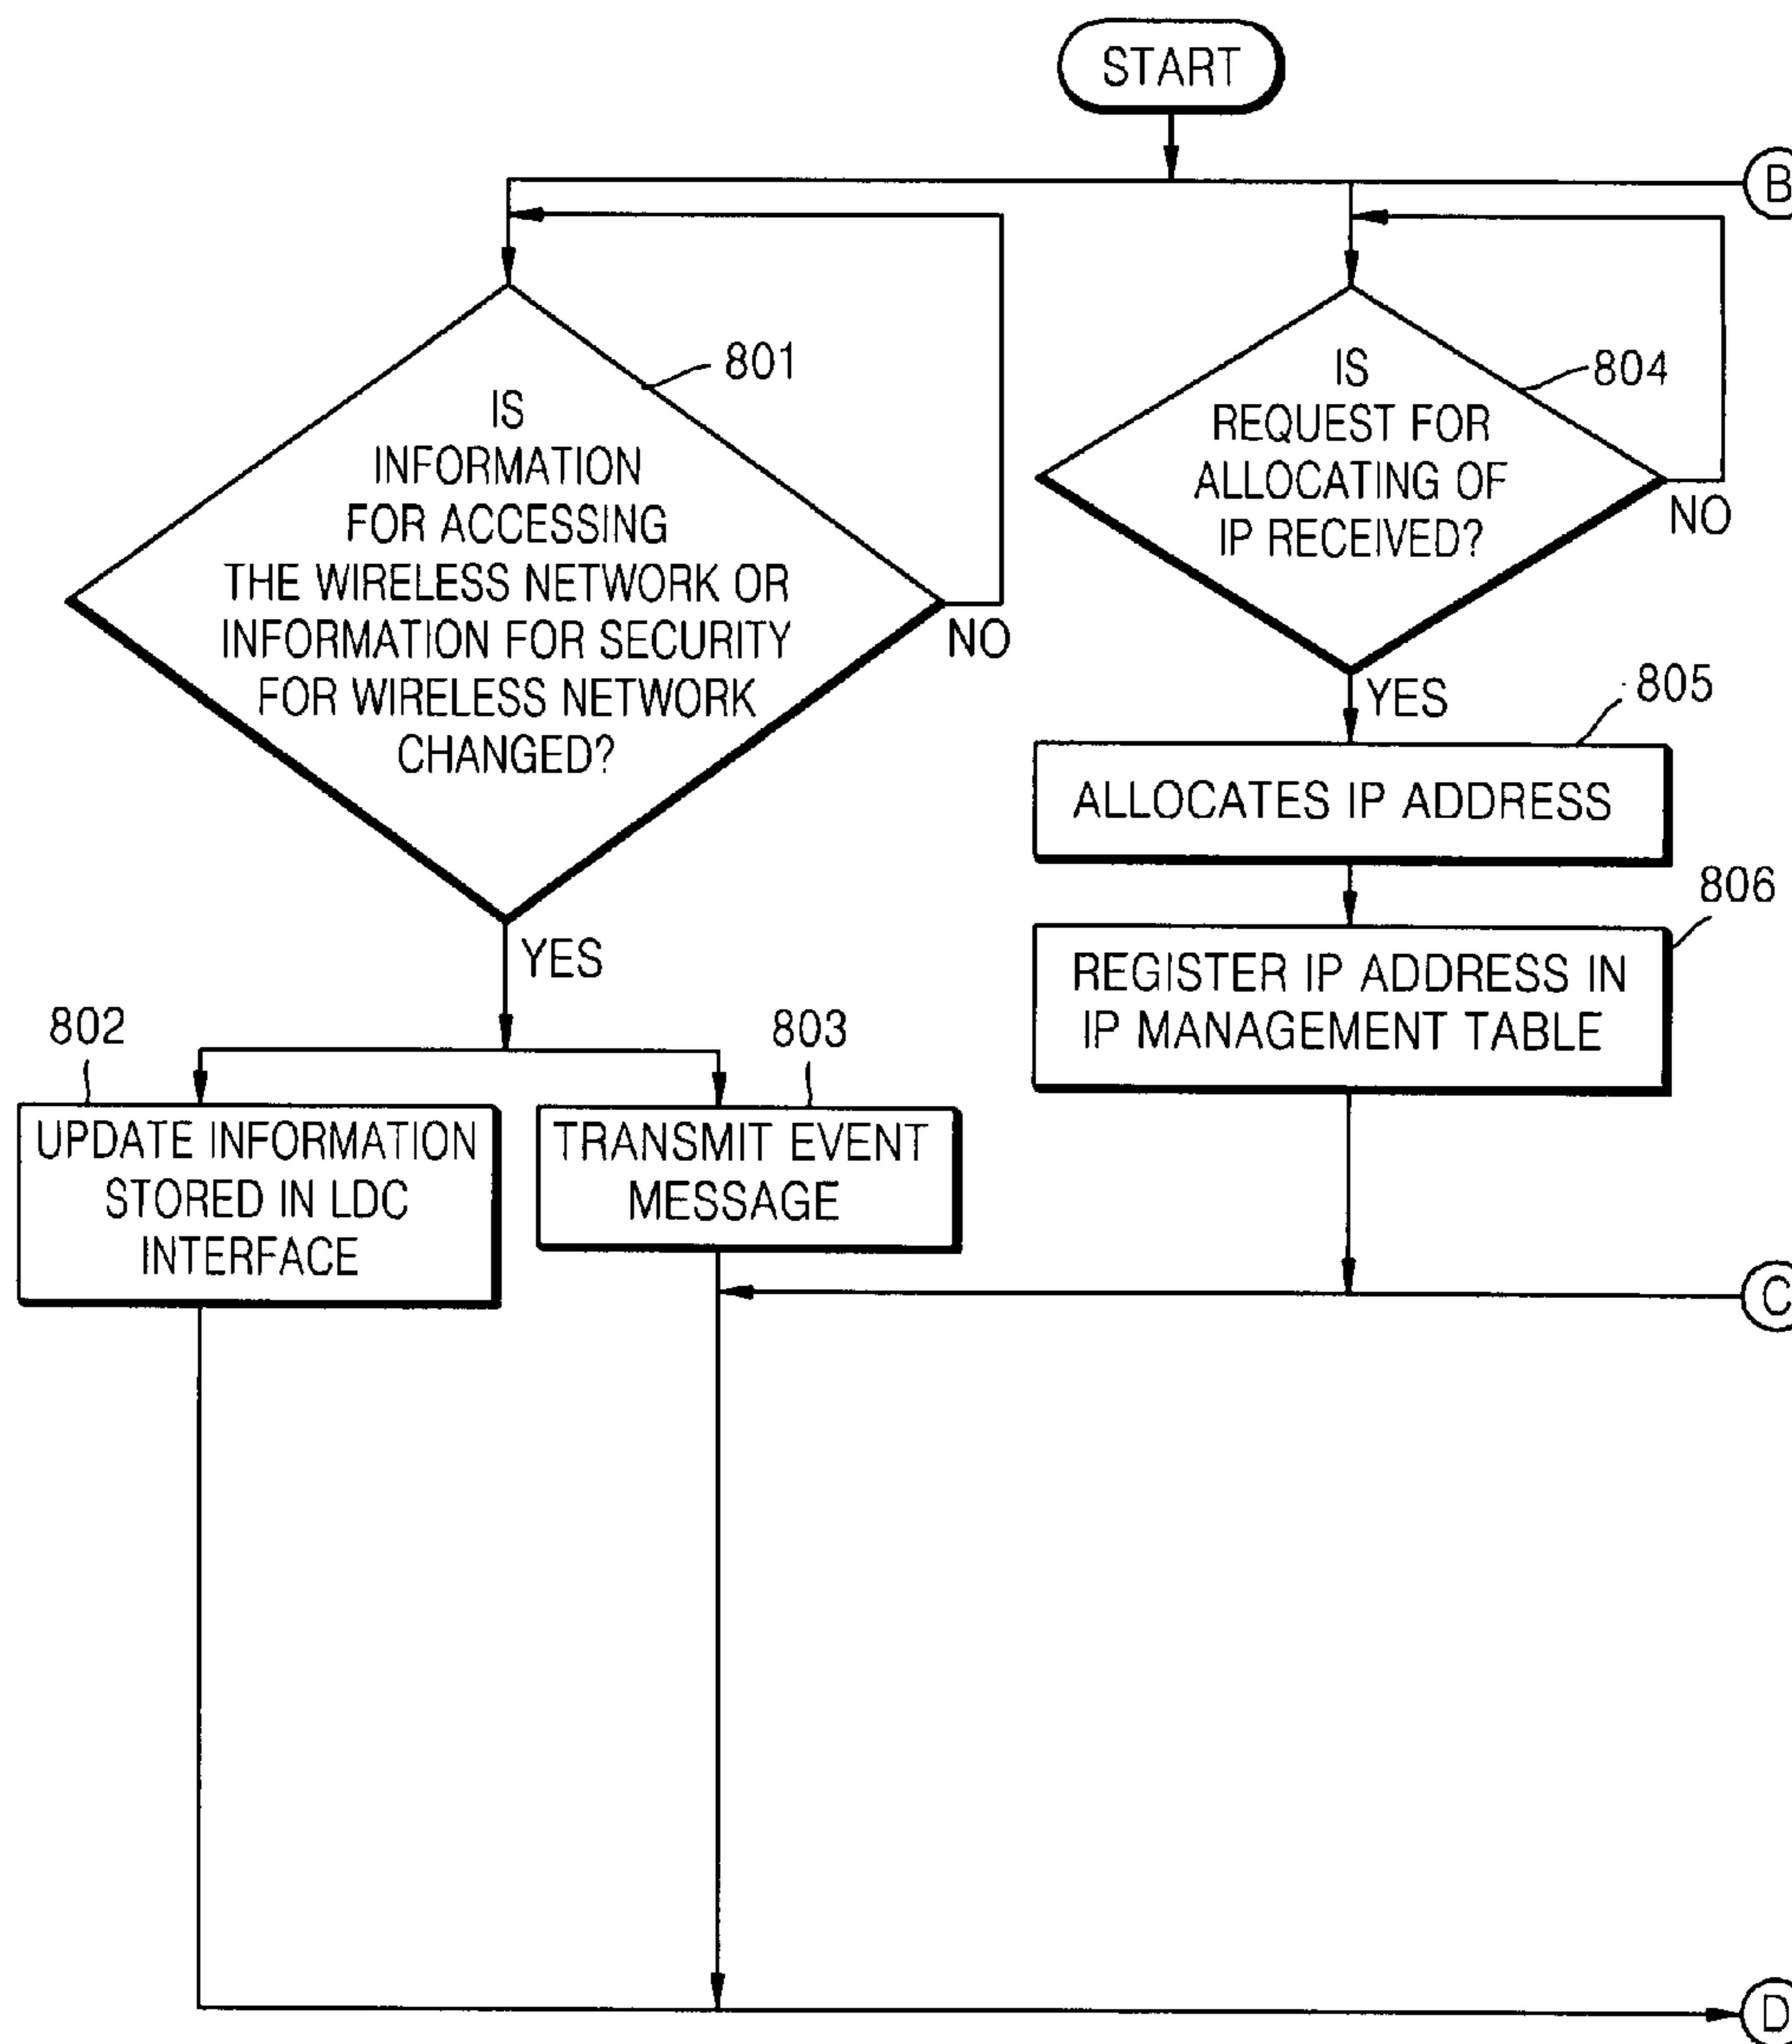 START
B
801
IS
INFORMATION
FOR ACCESSING
THE WIRELESS NETWORK OR
INFORMATION FOR SECURITY
FOR WIRELESS NETWORK
CHANGED?
NO
YES
804
IS
REQUEST FOR
ALLOCATING OF
IP RECEIVED?
NO
YES
805
ALLOCATES IP ADDRESS
806
REGISTER IP ADDRESS IN
IP MANAGEMENT TABLE
802
UPDATE INFORMATION
STORED IN LDC
INTERFACE
803
TRANSMIT EVENT
MESSAGE
C
D